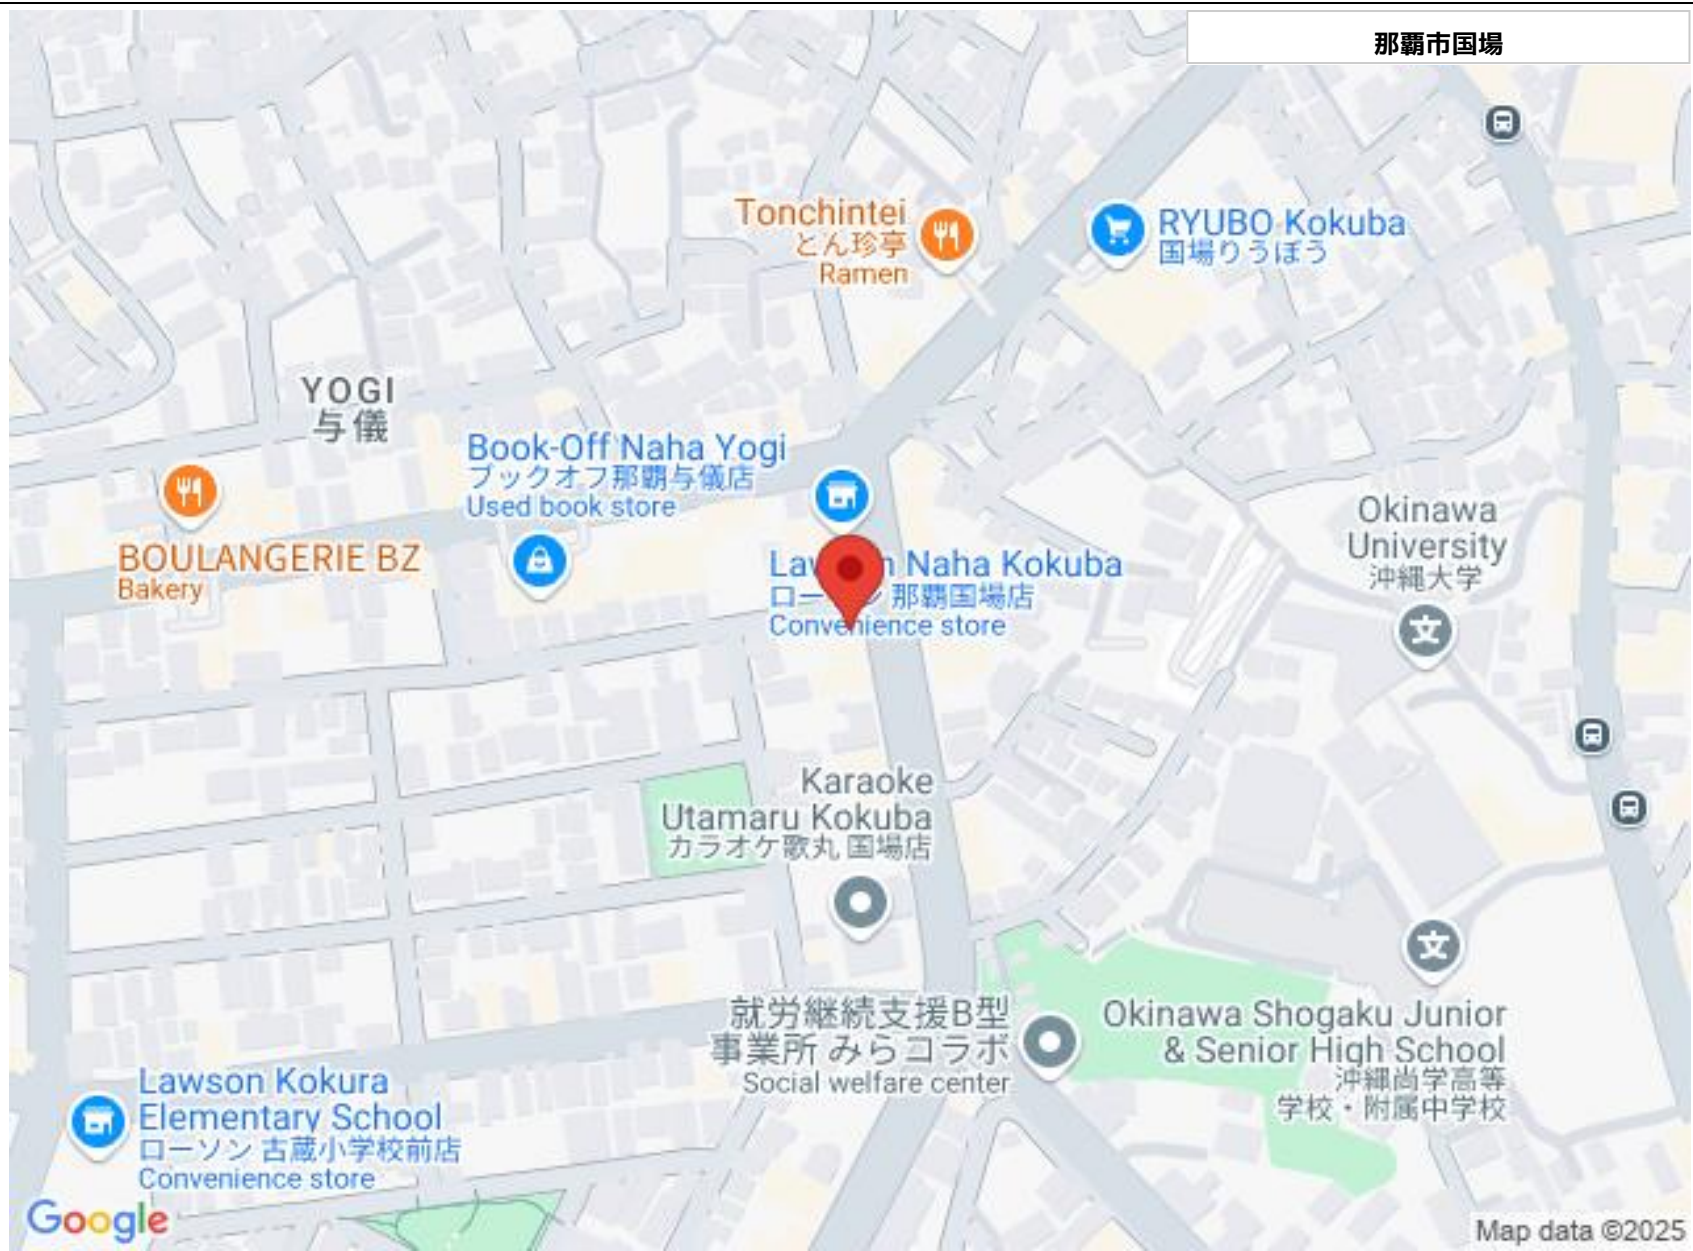 那覇市国場
Tonchintei
とん珍亭
Ramen
RYUBO Kokuba
国場りうぼう
YOGI
与儀
Book-Off Naha Yogi
ブックオフ那覇与儀店
Used book store
BOULANGERIE BZ
Bakery
Okinawa
University
沖縄大学
Naha Kokuba
那覇国場店
Convenience store
Karaoke
Utamaru Kokuba
カラオケ歌丸 国場店
就労継続支援B型
事業所 みらコラボ
Social welfare center
Okinawa Shogaku Junior
& Senior High School
沖縄尚学高等
学校・附属中学校
Lawson Kokura
Elementary School
ローソン 古蔵小学校前店
Convenience store
Google
Map data ©2025